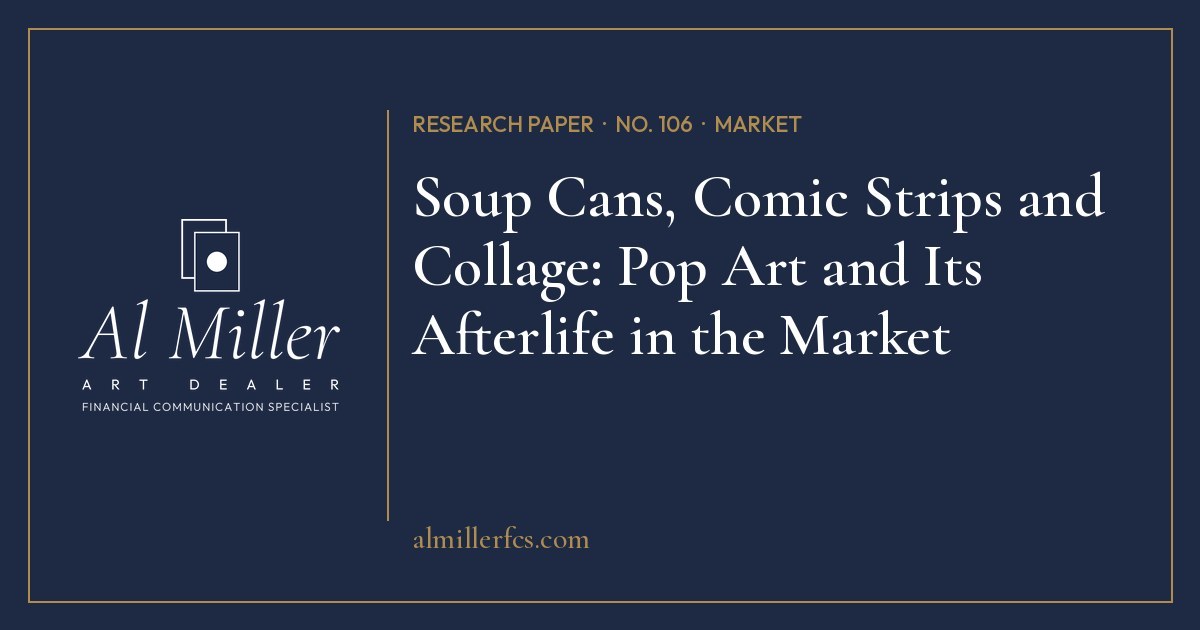 Al Miller
ART DEALER
FINANCIAL COMMUNICATION SPECIALIST
RESEARCH PAPER · NO. 106 · MARKET
Soup Cans, Comic Strips and
Collage: Pop Art and Its
Afterlife in the Market
almillerfcs.com